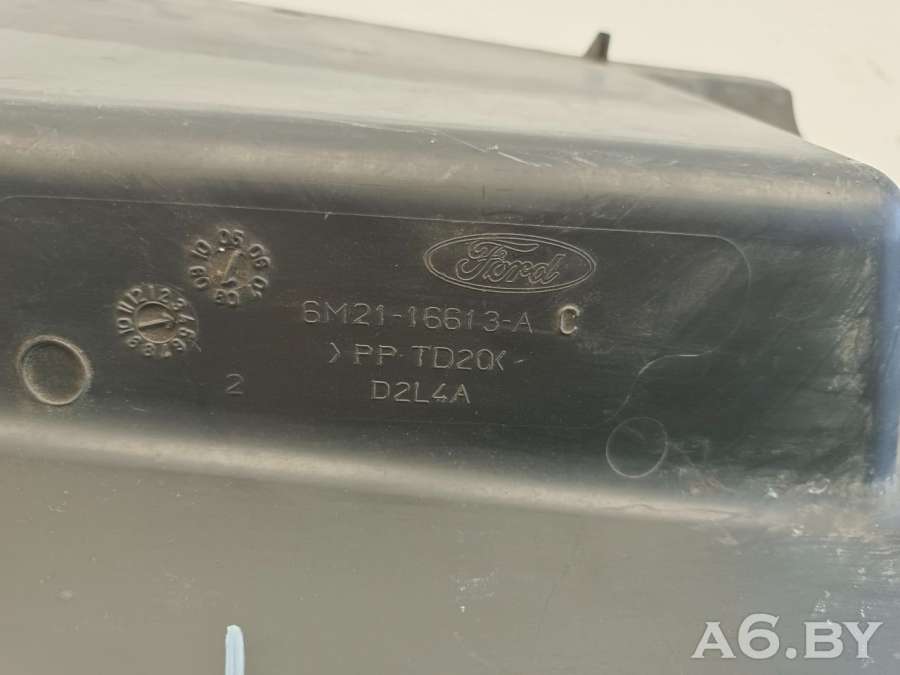 Ford
6M21-16613-A C
>PP-TD20<
D2L4A
2
A6.BY